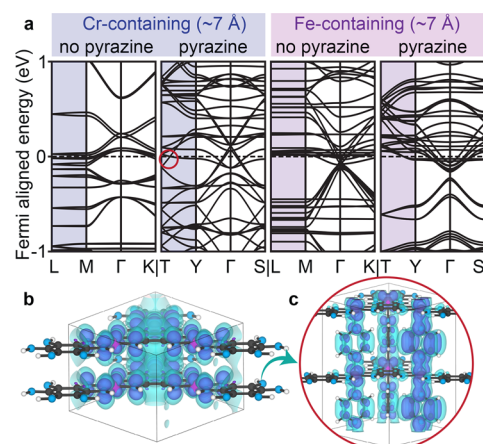 a
Cr-containing (~7 Å) Fe-containing (~7 Å)
no pyrazine pyrazine no pyrazine pyrazine
Fermi aligned energy (eV)
1
0
-1
L M Γ K|T Y Γ S|L M Γ K|T Y Γ S
b
c